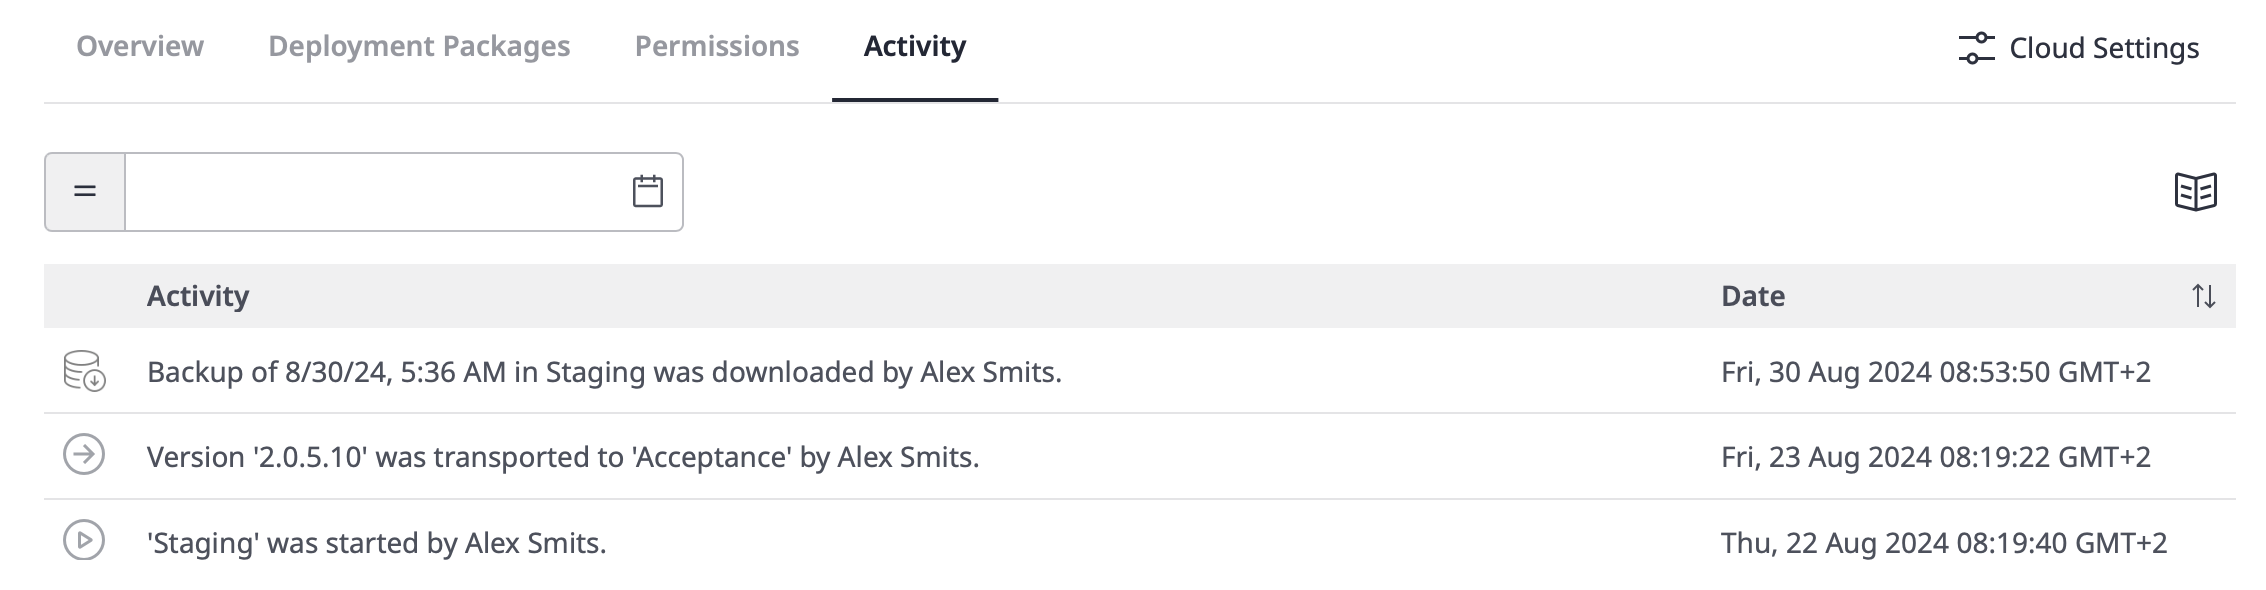 Overview Deployment Packages Permissions Activity Cloud Settings
=
Activity Date
Backup of 8/30/24, 5:36 AM in Staging was downloaded by Alex Smits. Fri, 30 Aug 2024 08:53:50 GMT+2
Version '2.0.5.10' was transported to 'Acceptance' by Alex Smits. Fri, 23 Aug 2024 08:19:22 GMT+2
'Staging' was started by Alex Smits. Thu, 22 Aug 2024 08:19:40 GMT+2